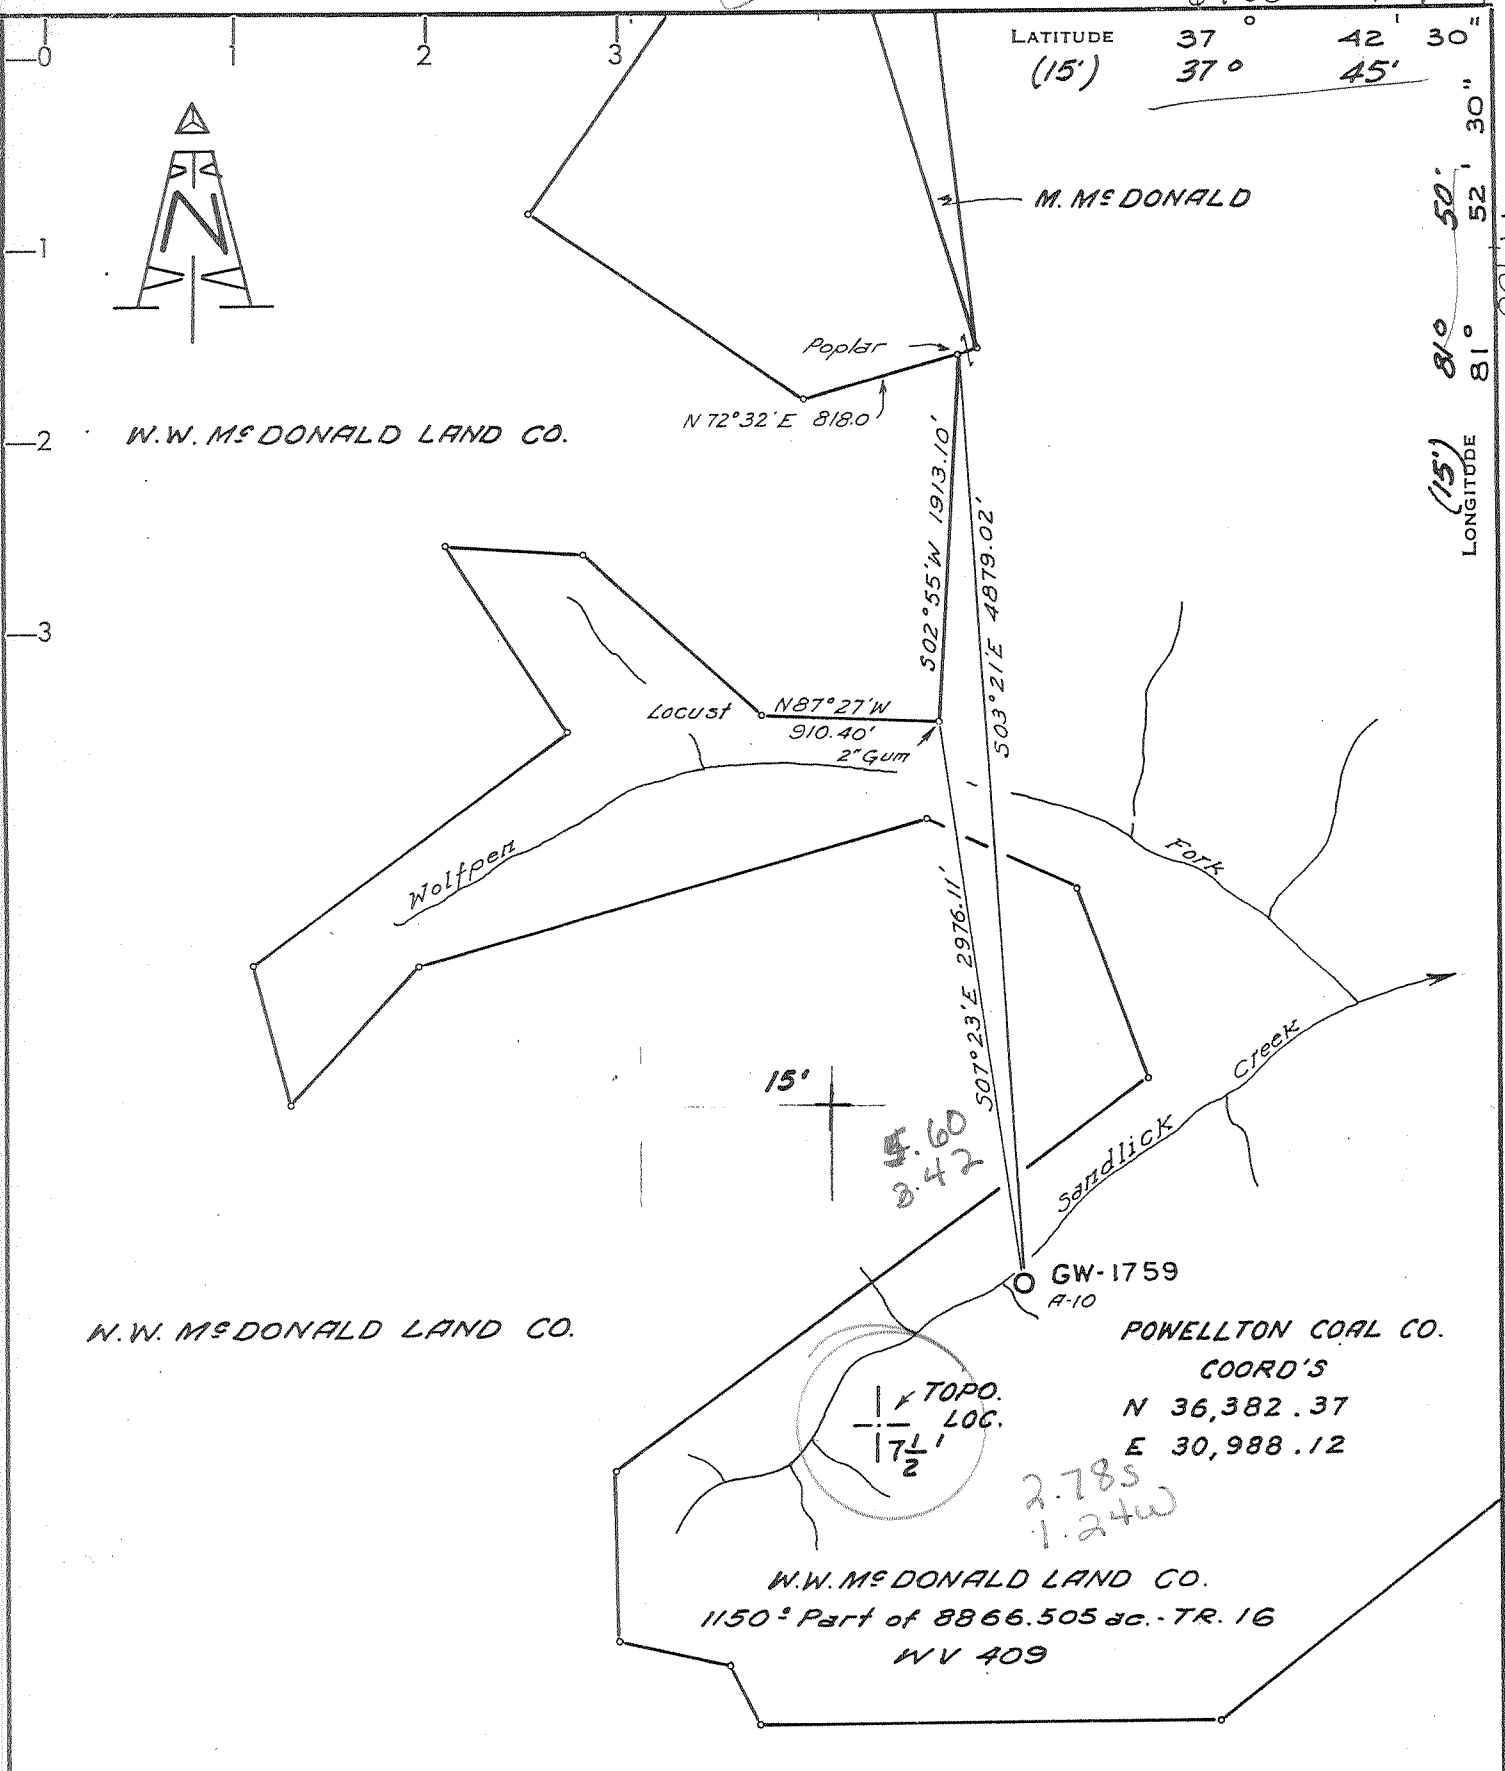 LATITUDE 37° 42' 30"
(15') 37° 45'
0
1
2
3
1
2
3
N
M. McDONALD
LONGITUDE 81° 52' 30"
(15') 81° 50'
Poplar
N 72°32'E 818.0
W.W. McDONALD LAND CO.
S02°55'W 1913.10'
S03°21'E 4879.02'
Locust
N87°27'W
910.40'
2" Gum
Wolfpen
Fork
S07°23'E 2976.11'
15'
Creek
Sandlick
3.42
GW-1759
A-10
W.W. McDONALD LAND CO.
POWELLTON COAL CO.
COORD'S
N 36,382.37
E 30,988.12
TOPO.
LOC.
7 1/2'
2.78S
1.24W
W.W. McDONALD LAND CO.
1150± Part of 8866.505 ac.-TR. 16
WV 409